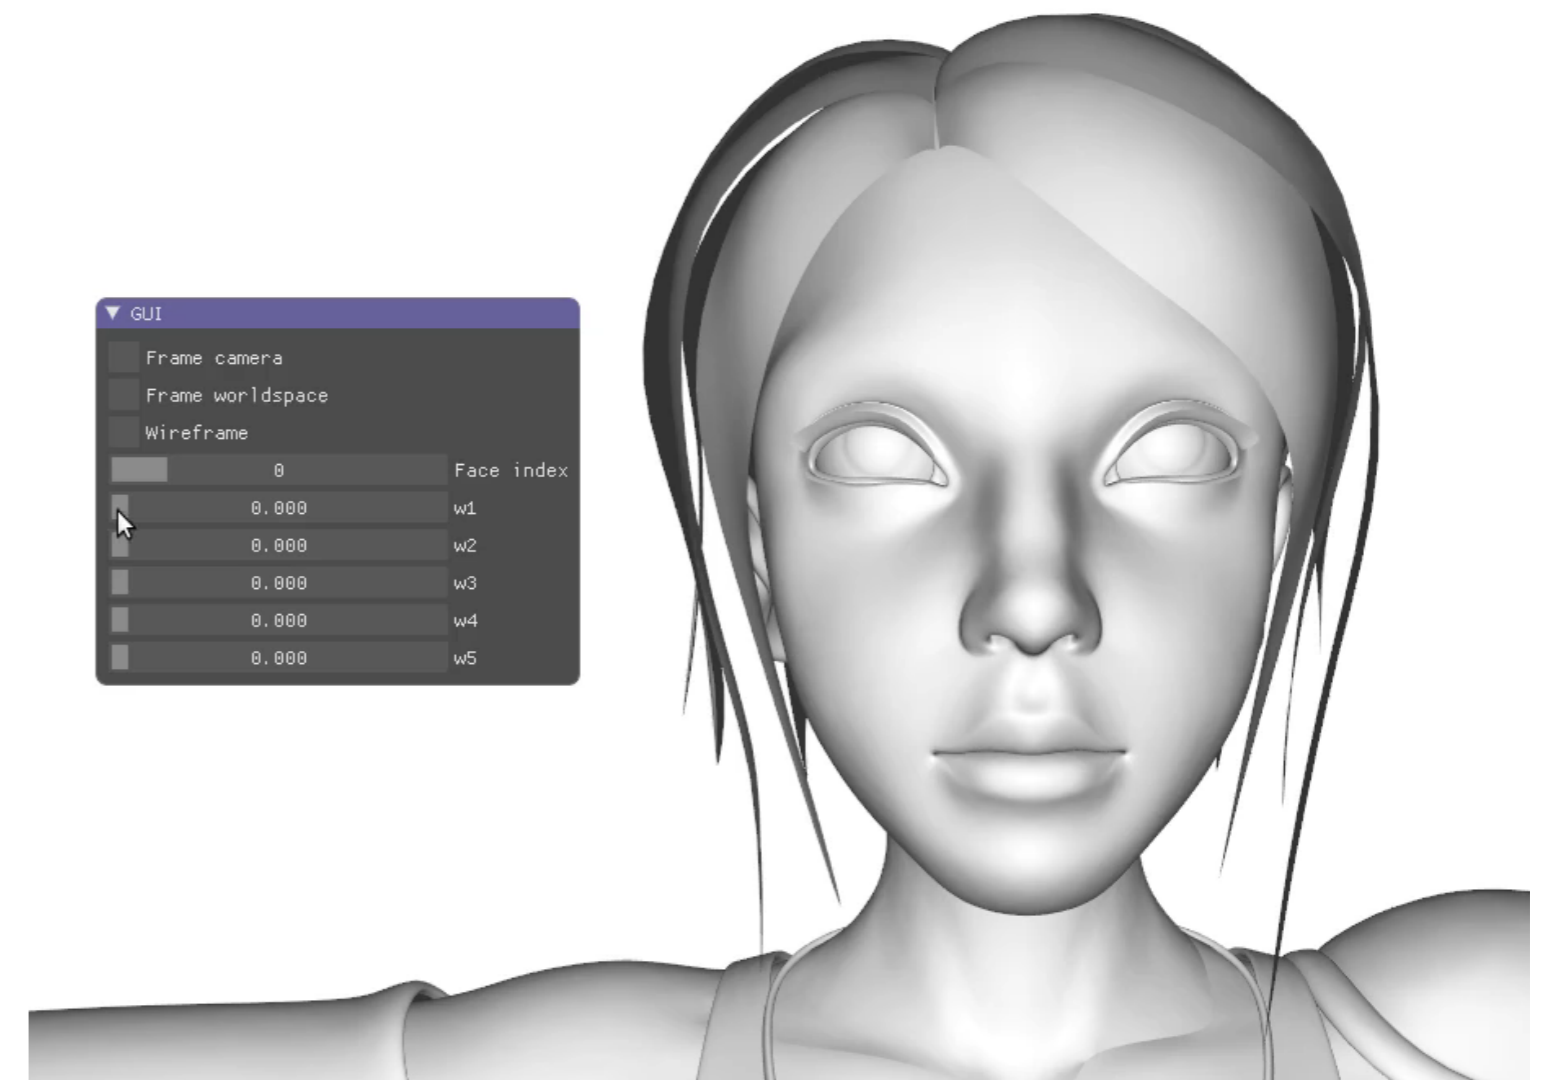 GUI
Frame camera
Frame worldspace
Wireframe
0 Face index
0.000 w1
0.000 w2
0.000 w3
0.000 w4
0.000 w5